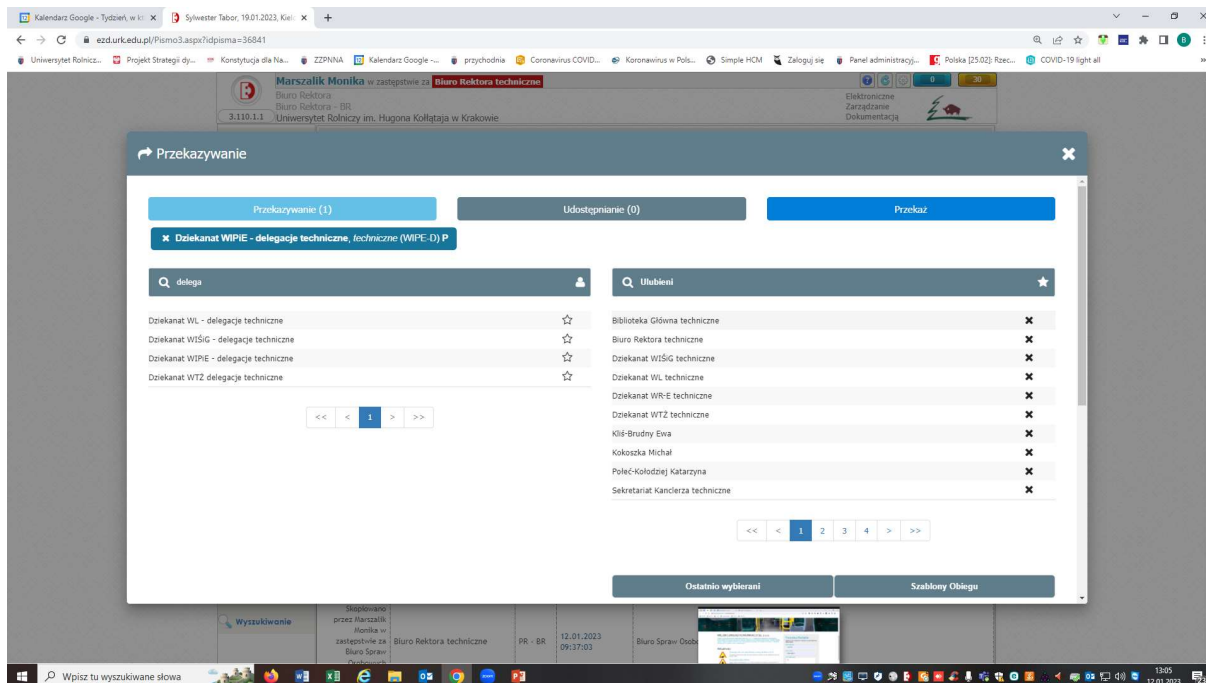 Kalendarz Google - Tydzień, w k
Sylwester Tabor, 19.01.2023, Kiel
ezd.urk.edu.pl/Pismo3.aspx?idpisma=36841
Uniwersytet Rolnicz...
Projekt Strategii dy...
Konstytucja dla Na...
ZZPNNA
Kalendarz Google -...
przychodnia
Coronavirus COVID...
Koronawirus w Pols...
Simple HCM
Zaloguj się
Panel administracyj...
Polska [25.02]: Rzec...
COVID-19 light all
Marszalik Monika w zastępstwie za Biuro Rektora techniczne
0 30
Biuro Rektora
Biuro Rektora - BR
3.110.1.1 Uniwersytet Rolniczy im. Hugona Kołłątaja w Krakowie
Elektroniczne
Zarządzanie
Dokumentacją
Przekazywanie
Przekazywanie (1)
Udostępnianie (0)
Przekaż
Dziekanat WIPiE - delegacje techniczne, techniczne (WIPE-D) P
delega
Dziekanat WL - delegacje techniczne
Dziekanat WIŚiG - delegacje techniczne
Dziekanat WIPiE - delegacje techniczne
Dziekanat WTŻ delegacje techniczne
<< < 1 > >>
Ulubieni
Biblioteka Główna techniczne
Biuro Rektora techniczne
Dziekanat WIŚiG techniczne
Dziekanat WL techniczne
Dziekanat WR-E techniczne
Dziekanat WTŻ techniczne
Kliś-Brudny Ewa
Kokoszka Michał
Połeć-Kołodziej Katarzyna
Sekretariat Kanclerza techniczne
<< < 1 2 3 4 > >>
Ostatnio wybierani
Szablony Obiegu
Wyszukiwanie
Skopiowano
przez Marszalik
Monika w
zastępstwie za
Biuro Spraw
Osobowych
Biuro Rektora techniczne
PR - BR
12.01.2023
09:37:03
Biuro Spraw Osobo
Wpisz tu wyszukiwane słowa
13:05
12.01.2023